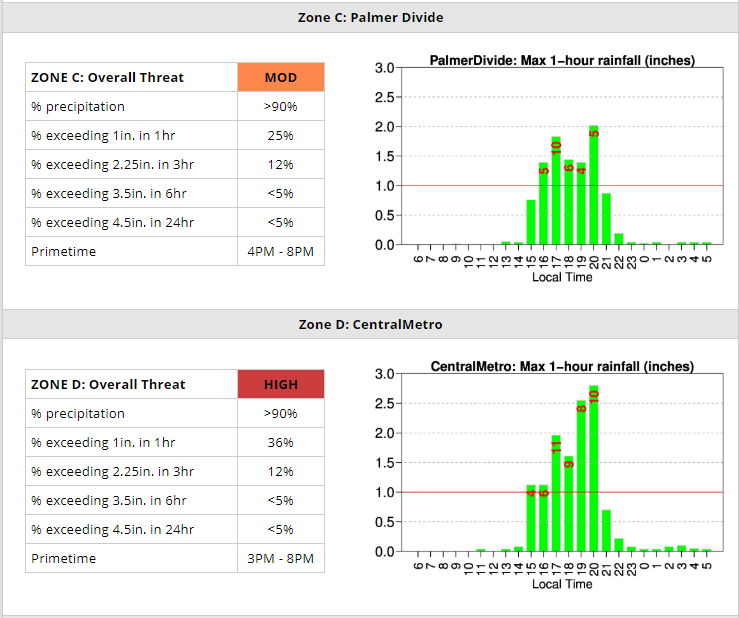 Zone C: Palmer Divide
ZONE C: Overall Threat MOD
% precipitation >90%
% exceeding 1in. in 1hr 25%
% exceeding 2.25in. in 3hr 12%
% exceeding 3.5in. in 6hr <5%
% exceeding 4.5in. in 24hr <5%
Primetime 4PM - 8PM
PalmerDivide: Max 1−hour rainfall (inches)
3.0
2.5
2.0
1.5
1.0
0.5
0.0
5 10 6 4 5
6 7 8 9 10 11 12 13 14 15 16 17 18 19 20 21 22 23 0 1 2 3 4 5
Local Time
Zone D: CentralMetro
ZONE D: Overall Threat HIGH
% precipitation >90%
% exceeding 1in. in 1hr 36%
% exceeding 2.25in. in 3hr 12%
% exceeding 3.5in. in 6hr <5%
% exceeding 4.5in. in 24hr <5%
Primetime 3PM - 8PM
CentralMetro: Max 1−hour rainfall (inches)
3.0
2.5
2.0
1.5
1.0
0.5
0.0
4 6 11 9 8 10
6 7 8 9 10 11 12 13 14 15 16 17 18 19 20 21 22 23 0 1 2 3 4 5
Local Time